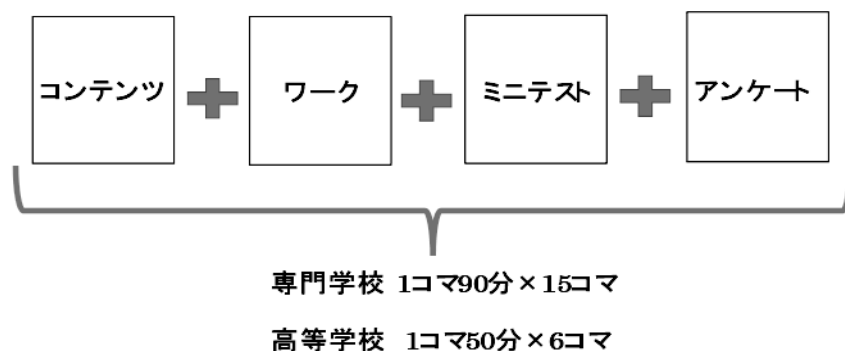 コンテンツ
ワーク
ミニテスト
アンケート
専門学校 1コマ90分×15コマ
高等学校 1コマ50分×6コマ